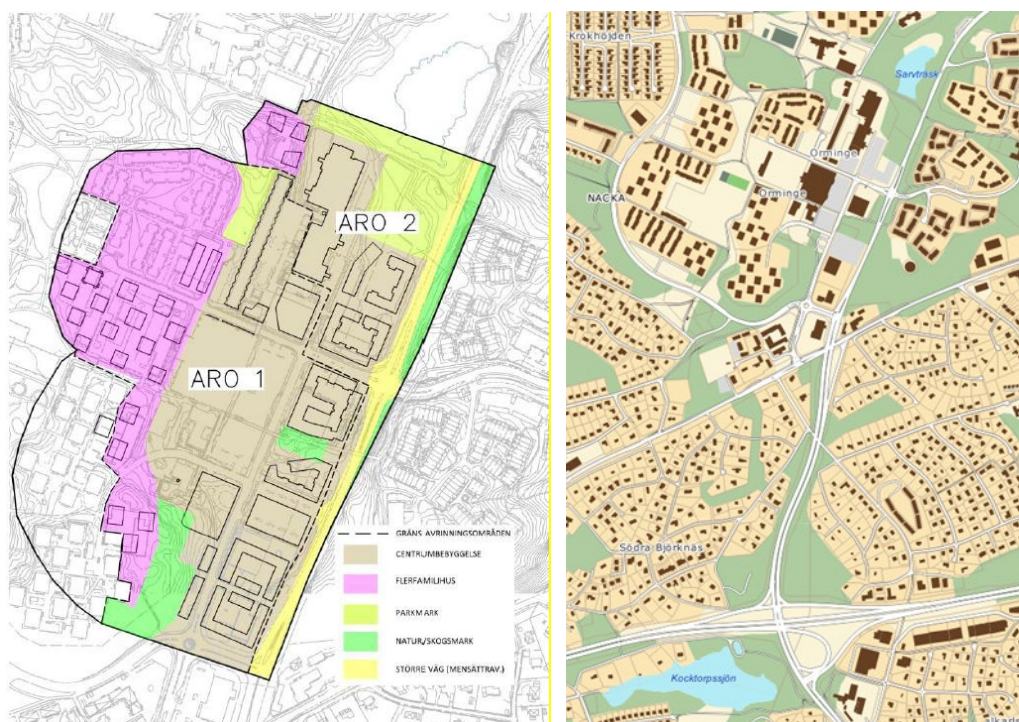 ARO 2
ARO 1
GRÄNS AVRINNINGSOMRÅDEN
CENTRUMBEBYGGELSE
FLERFAMILIHUS
PARKMARK
NATUR/SKOGSMARK
STÖRRE VÄG (MENSÄTTRAV.)
Krokhöjden
Sarvträsk
Orminge
Orminge
NACKA
Södra Björknäs
Kocktorpssjön